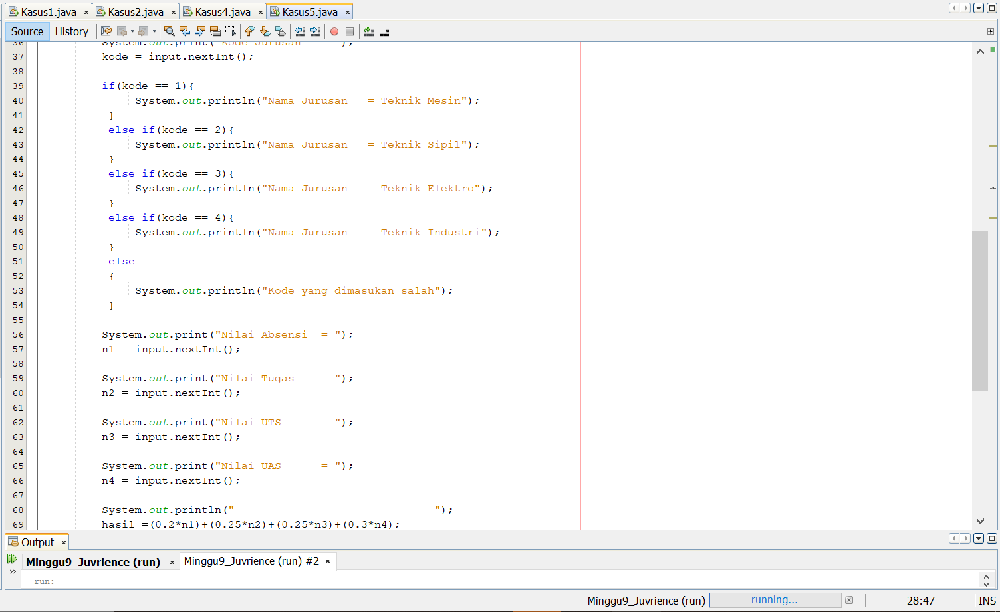 Kasus1.java × Kasus2.java × Kasus4.java × Kasus5.java ×
Source History
36 System.out.print("Kode Jurusan   = ");
37 kode = input.nextInt();
38
39 if(kode == 1){
40 System.out.println("Nama Jurusan   = Teknik Mesin");
41 }
42 else if(kode == 2){
43 System.out.println("Nama Jurusan   = Teknik Sipil");
44 }
45 else if(kode == 3){
46 System.out.println("Nama Jurusan   = Teknik Elektro");
47 }
48 else if(kode == 4){
49 System.out.println("Nama Jurusan   = Teknik Industri");
50 }
51 else
52 {
53 System.out.println("Kode yang dimasukan salah");
54 }
55
56 System.out.print("Nilai Absensi  = ");
57 n1 = input.nextInt();
58
59 System.out.print("Nilai Tugas    = ");
60 n2 = input.nextInt();
61
62 System.out.print("Nilai UTS      = ");
63 n3 = input.nextInt();
64
65 System.out.print("Nilai UAS      = ");
66 n4 = input.nextInt();
67
68 System.out.println("------------------------------");
69 hasil =(0.2*n1)+(0.25*n2)+(0.25*n3)+(0.3*n4);
Output ×
Minggu9_Juvrience (run) × Minggu9_Juvrience (run) #2 ×
run:
Minggu9_Juvrience (run) running... 28:47 INS